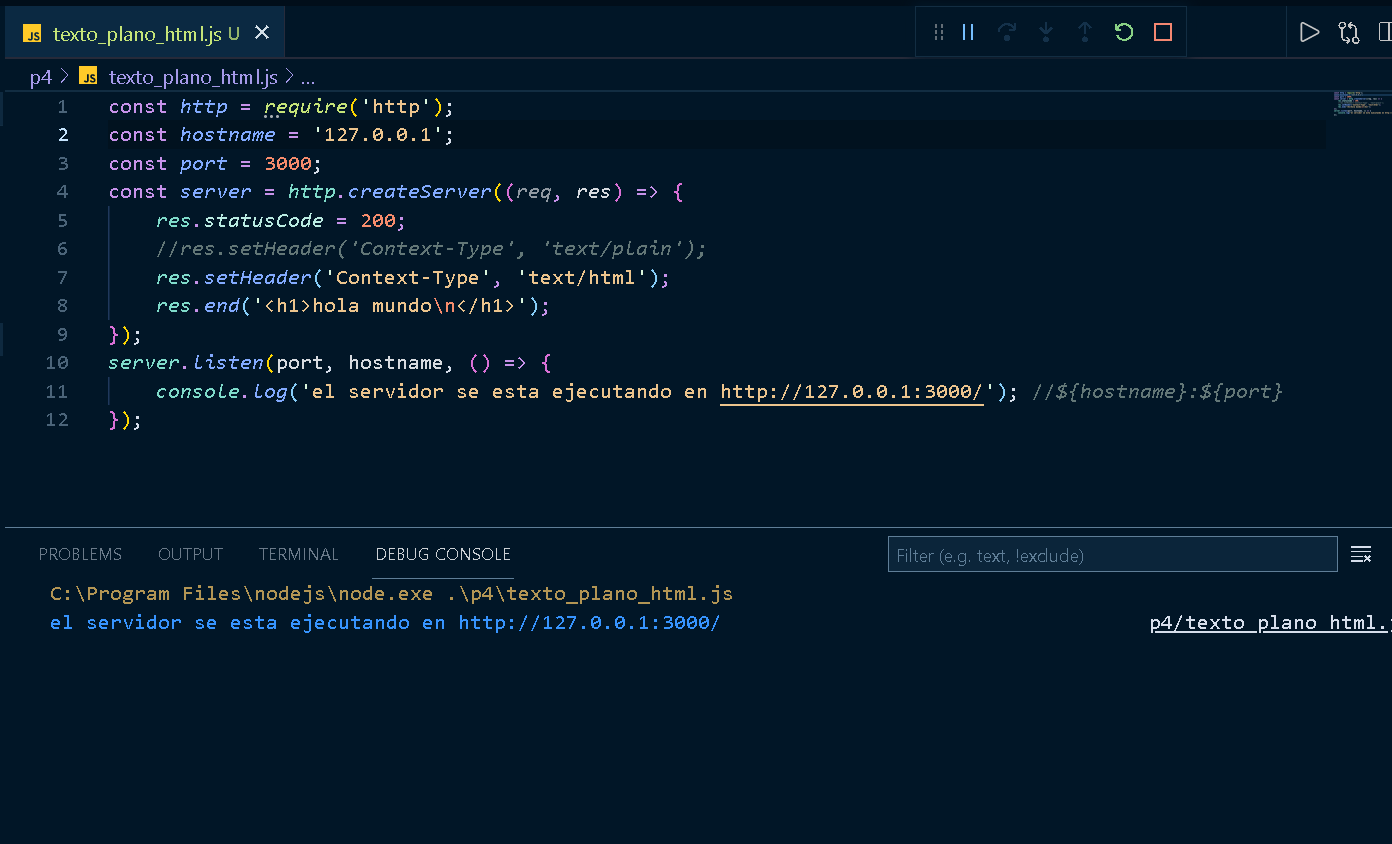 JS texto_plano_html.js U
p4 > JS texto_plano_html.js > ...
1 const http = require('http');
2 const hostname = '127.0.0.1';
3 const port = 3000;
4 const server = http.createServer((req, res) => {
5 res.statusCode = 200;
6 //res.setHeader('Context-Type', 'text/plain');
7 res.setHeader('Context-Type', 'text/html');
8 res.end('<h1>hola mundo\n</h1>');
9 });
10 server.listen(port, hostname, () => {
11 console.log('el servidor se esta ejecutando en http://127.0.0.1:3000/'); //${hostname}:${port}
12 });
PROBLEMS OUTPUT TERMINAL DEBUG CONSOLE Filter (e.g. text, !exclude)
C:\Program Files\nodejs\node.exe .\p4\texto_plano_html.js
el servidor se esta ejecutando en http://127.0.0.1:3000/ p4/texto_plano_html.j